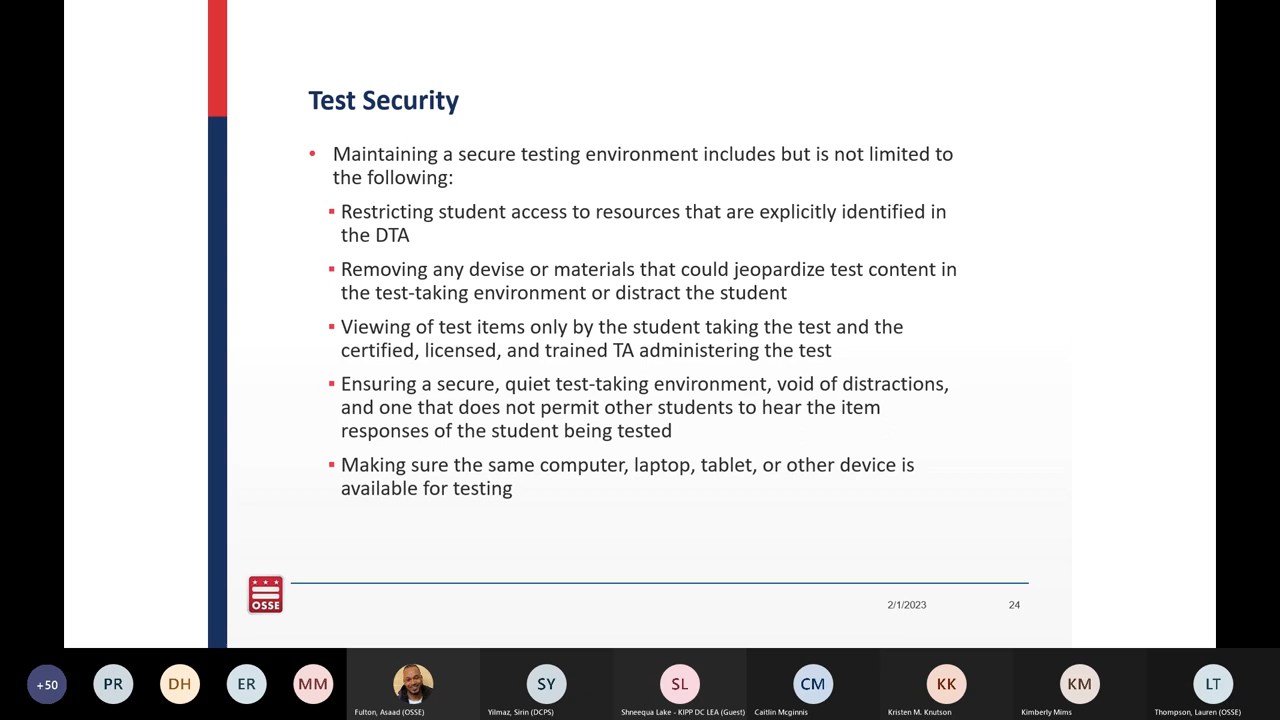 Test Security
• Maintaining a secure testing environment includes but is not limited to
the following:
▪ Restricting student access to resources that are explicitly identified in
the DTA
▪ Removing any devise or materials that could jeopardize test content in
the test-taking environment or distract the student
▪ Viewing of test items only by the student taking the test and the
certified, licensed, and trained TA administering the test
▪ Ensuring a secure, quiet test-taking environment, void of distractions,
and one that does not permit other students to hear the item
responses of the student being tested
▪ Making sure the same computer, laptop, tablet, or other device is
available for testing
OSSE
2/1/2023 24
+50 PR DH ER MM SY SL CM KK KM LT
Fulton, Asaad (OSSE) Yilmaz, Sirin (DCPS) Shneequa Lake - KIPP DC LEA (Guest) Caitlin Mcginnis Kristen M. Knutson Kimberly Mims Thompson, Lauren (OSSE)